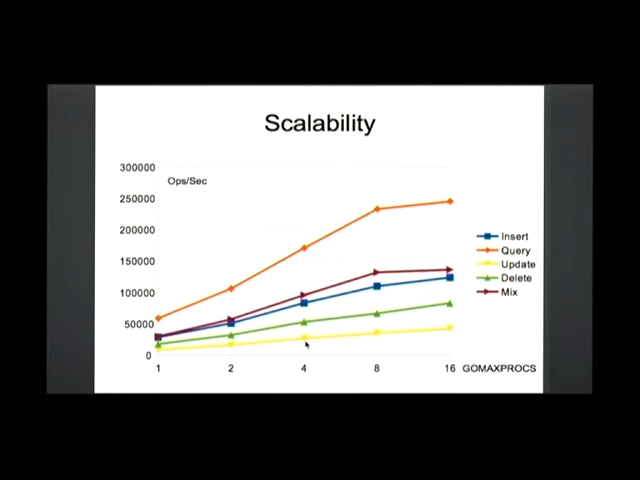 Scalability
300000
Ops/Sec
250000
200000
150000
100000
50000
0
1 2 4 8 16 GOMAXPROCS
Insert
Query
Update
Delete
Mix